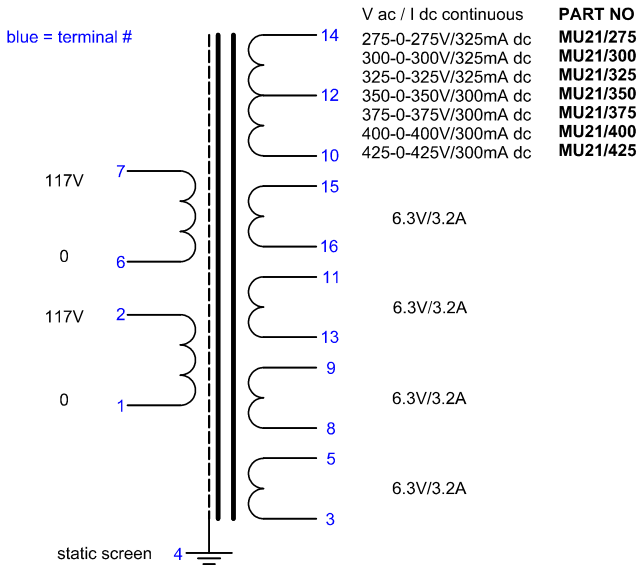 V ac / I dc continuous PART NO
blue = terminal # 14 275-0-275V/325mA dc MU21/275
300-0-300V/325mA dc MU21/300
325-0-325V/325mA dc MU21/325
12 350-0-350V/300mA dc MU21/350
375-0-375V/300mA dc MU21/375
400-0-400V/300mA dc MU21/400
10 425-0-425V/300mA dc MU21/425
117V 7 15
6.3V/3.2A
0 6 16
11
117V 2 6.3V/3.2A
13
9
0 1 6.3V/3.2A
8
5
6.3V/3.2A
3
static screen 4